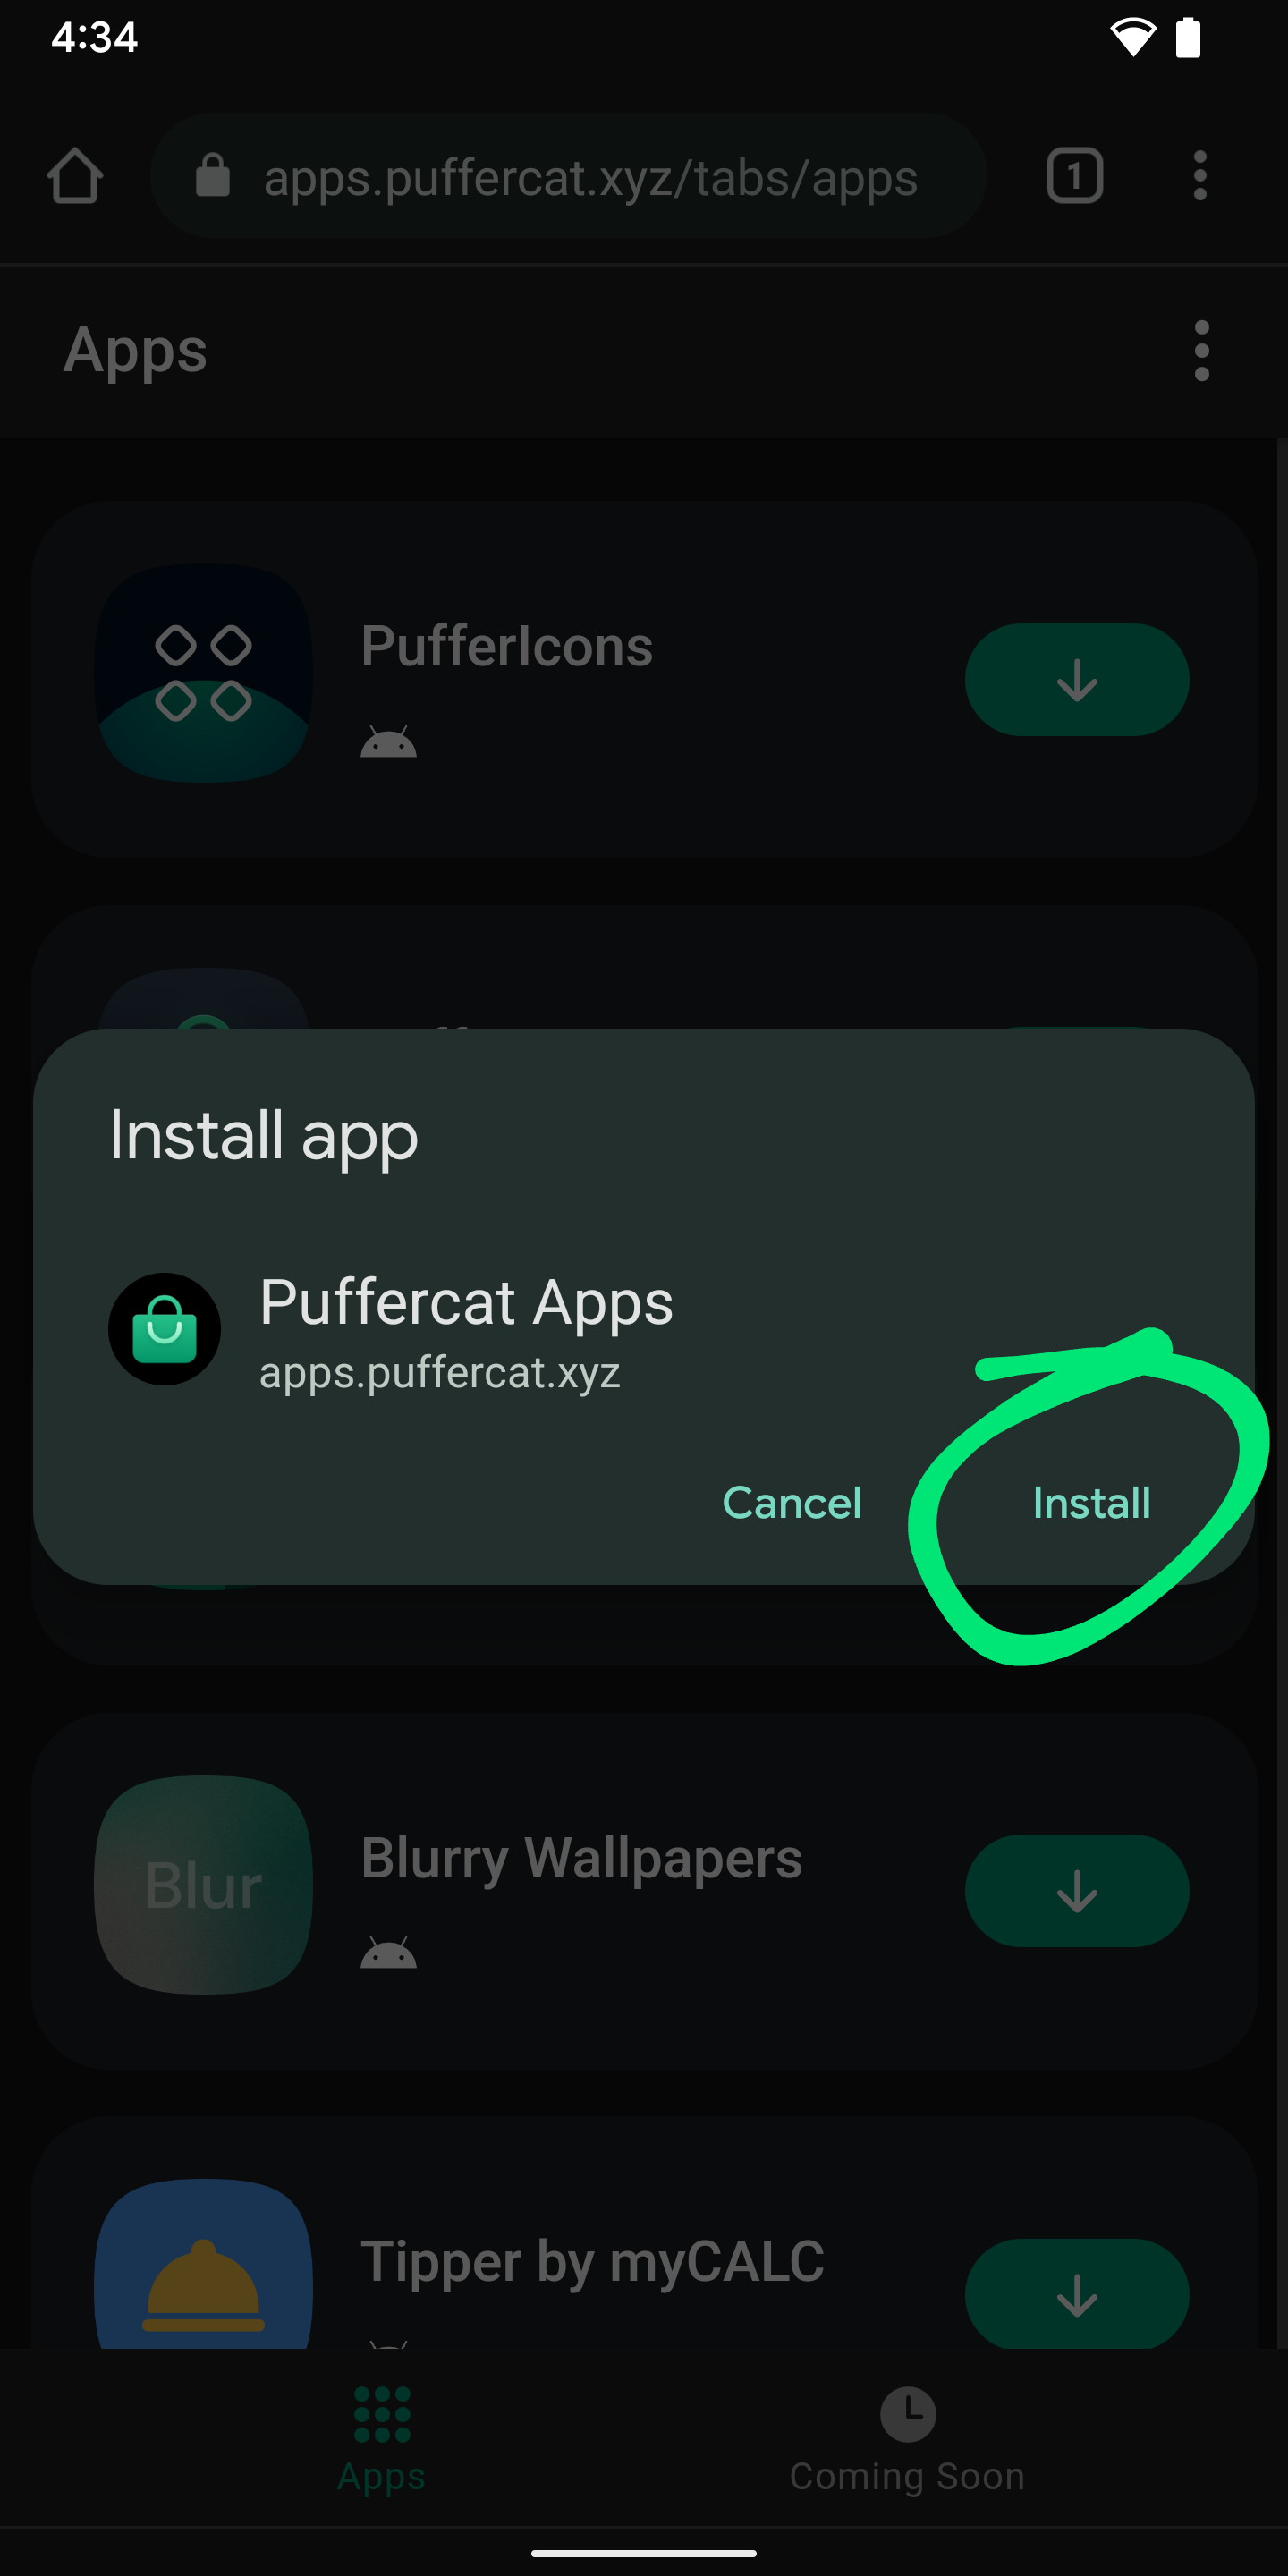 4:34
apps.puffercat.xyz/tabs/apps
1
Apps
PufferIcons
Install app
Puffercat Apps
apps.puffercat.xyz
Cancel
Install
Blur
Blurry Wallpapers
Tipper by myCALC
Apps
Coming Soon